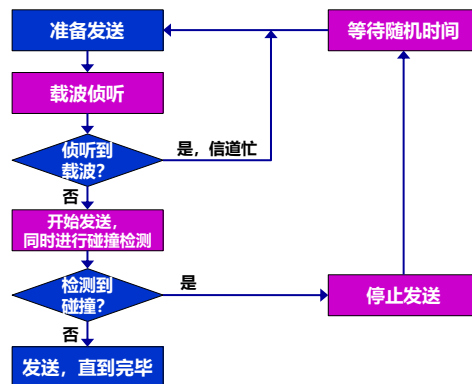 准备发送
等待随机时间
载波侦听
侦听到
载波?
是，信道忙
否
开始发送，
同时进行碰撞检测
检测到
碰撞?
是
停止发送
否
发送，直到完毕